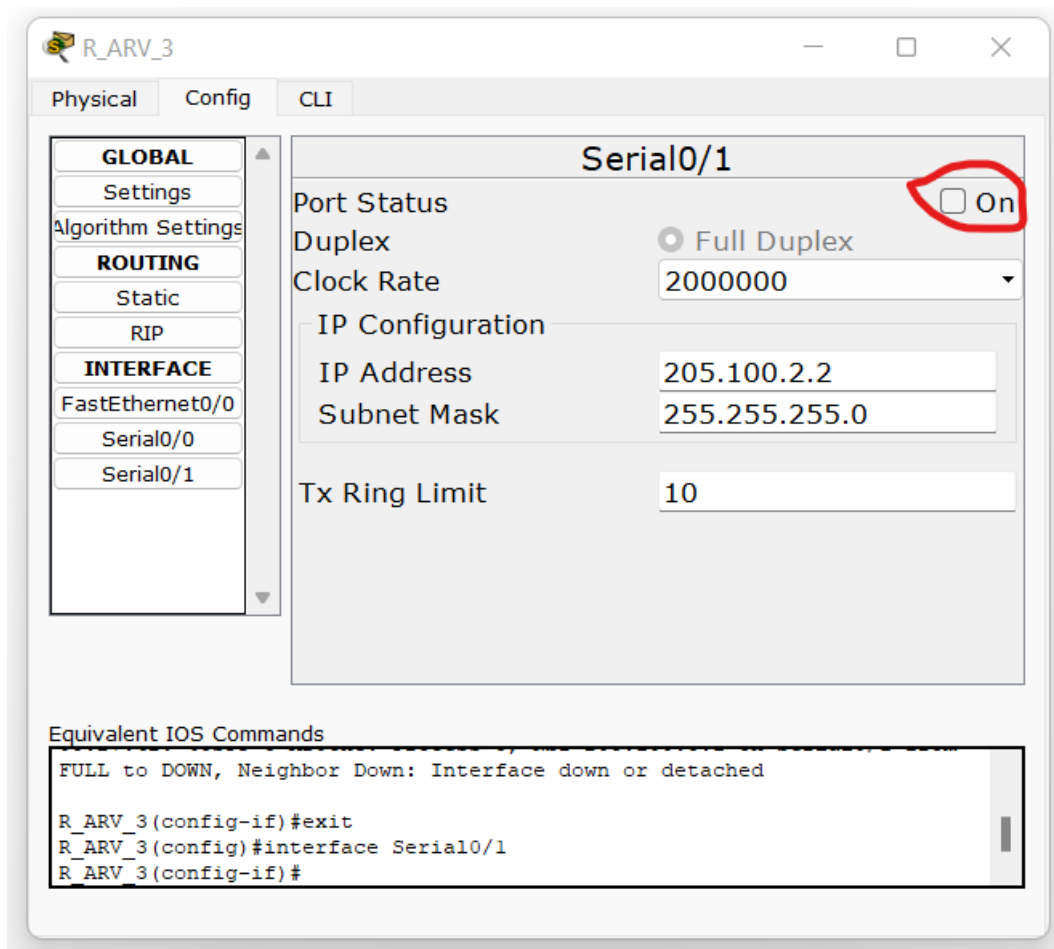 R_ARV_3
Physical Config CLI
GLOBAL
Settings
Algorithm Settings
ROUTING
Static
RIP
INTERFACE
FastEthernet0/0
Serial0/0
Serial0/1
Serial0/1
Port Status On
Duplex Full Duplex
Clock Rate 2000000
IP Configuration
IP Address 205.100.2.2
Subnet Mask 255.255.255.0
Tx Ring Limit 10
Equivalent IOS Commands
FULL to DOWN, Neighbor Down: Interface down or detached
R_ARV_3(config-if)#exit
R_ARV_3(config)#interface Serial0/1
R_ARV_3(config-if)#